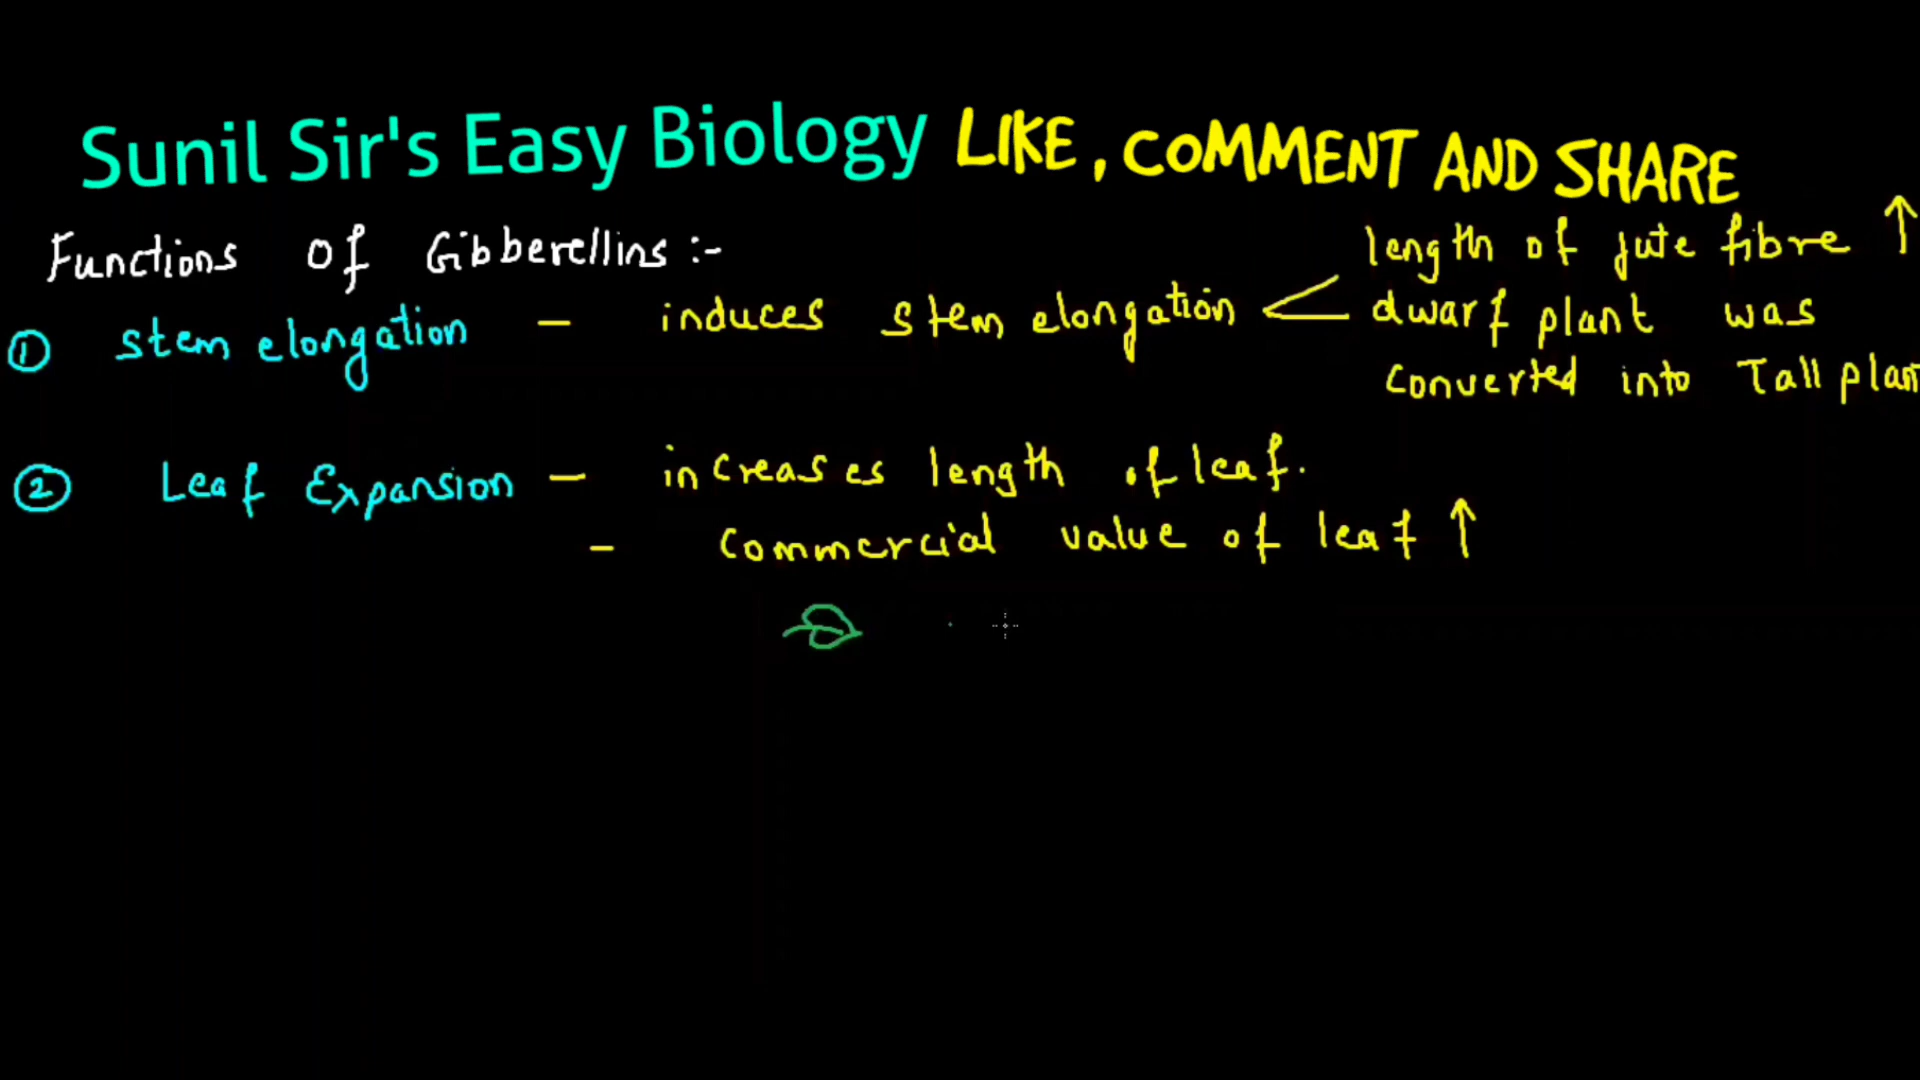 Sunil Sir's Easy Biology LIKE, COMMENT AND SHARE
Functions of Gibberellins :-
① stem elongation – induces stem elongation < length of jute fibre ↑
dwarf plant was
converted into Tall plant
② Leaf Expansion – increases length of leaf.
– commercial value of leaf ↑